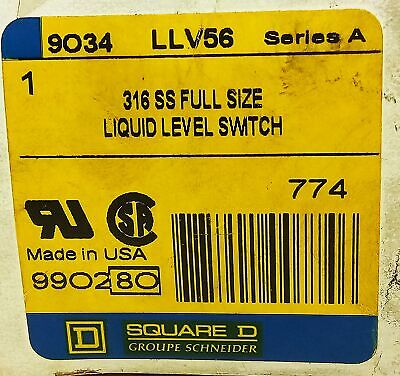 9034 LLV56 Series A
1
316 SS FULL SIZE
LIQUID LEVEL SWITCH
774
Made in USA
990280
D SQUARE D
GROUPE SCHNEIDER